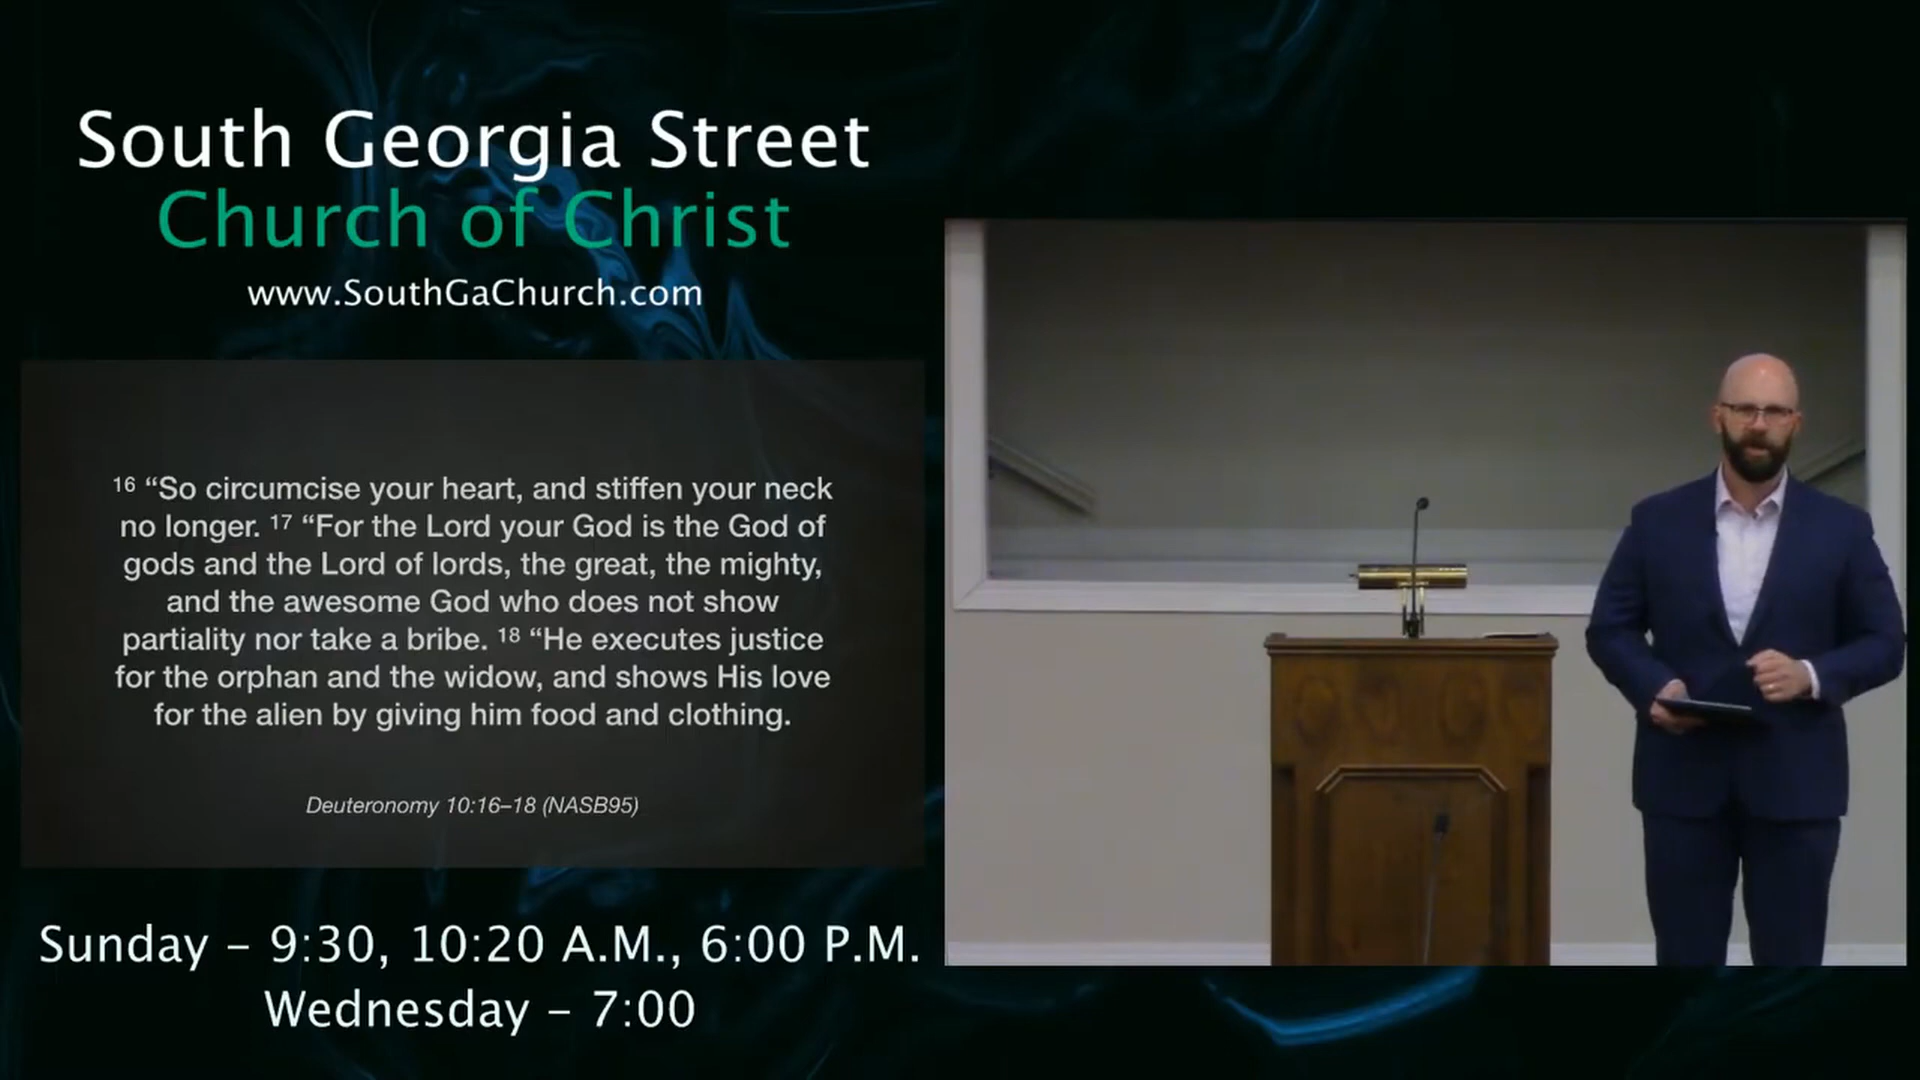 South Georgia Street
Church of Christ
www.SouthGaChurch.com
16 “So circumcise your heart, and stiffen your neck
no longer. 17 “For the Lord your God is the God of
gods and the Lord of lords, the great, the mighty,
and the awesome God who does not show
partiality nor take a bribe. 18 “He executes justice
for the orphan and the widow, and shows His love
for the alien by giving him food and clothing.
Deuteronomy 10:16–18 (NASB95)
Sunday – 9:30, 10:20 A.M., 6:00 P.M.
Wednesday – 7:00